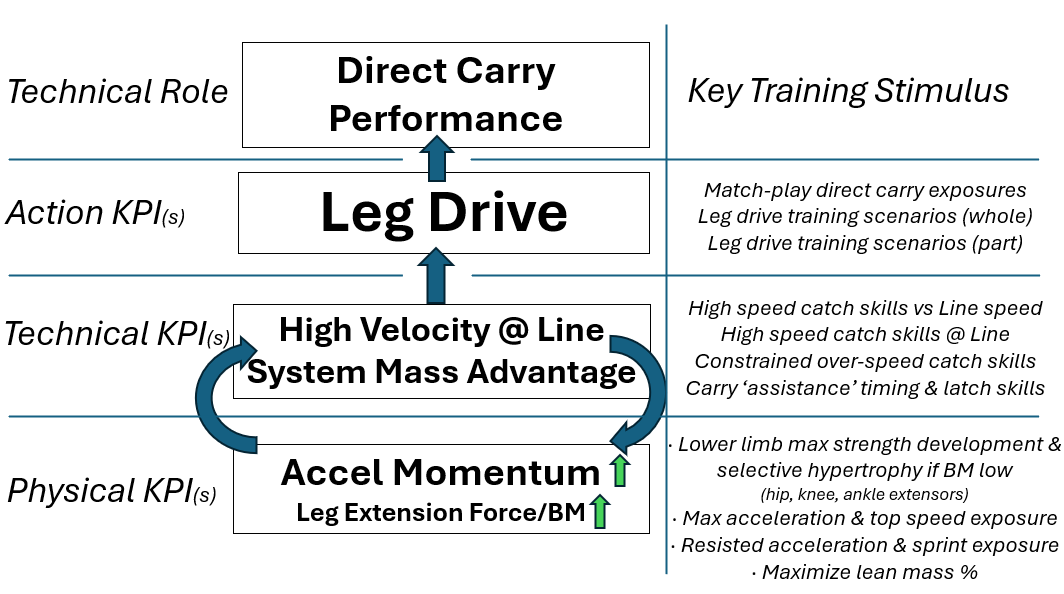 Technical Role
Direct Carry
Performance
Key Training Stimulus
Action KPI(s)
Leg Drive
Match-play direct carry exposures
Leg drive training scenarios (whole)
Leg drive training scenarios (part)
Technical KPI(s)
High Velocity @ Line
System Mass Advantage
High speed catch skills vs Line speed
High speed catch skills @ Line
Constrained over-speed catch skills
Carry ‘assistance’ timing & latch skills
Physical KPI(s)
Accel Momentum
Leg Extension Force/BM
· Lower limb max strength development &
selective hypertrophy if BM low
(hip, knee, ankle extensors)
· Max acceleration & top speed exposure
· Resisted acceleration & sprint exposure
· Maximize lean mass %